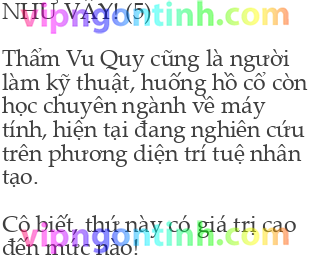 NHƯ VẬY! (5)
vipngontinh.com
Thẩm Vu Quy cũng là người
làm kỹ thuật, huống hồ cổ còn
học chuyên ngành về máy
tính, hiện tại đang nghiên cứu
trên phương diện trí tuệ nhân
tạo.
Cô biết, thứ này có giá trị cao
vipngontinh.com
đến mức nào!